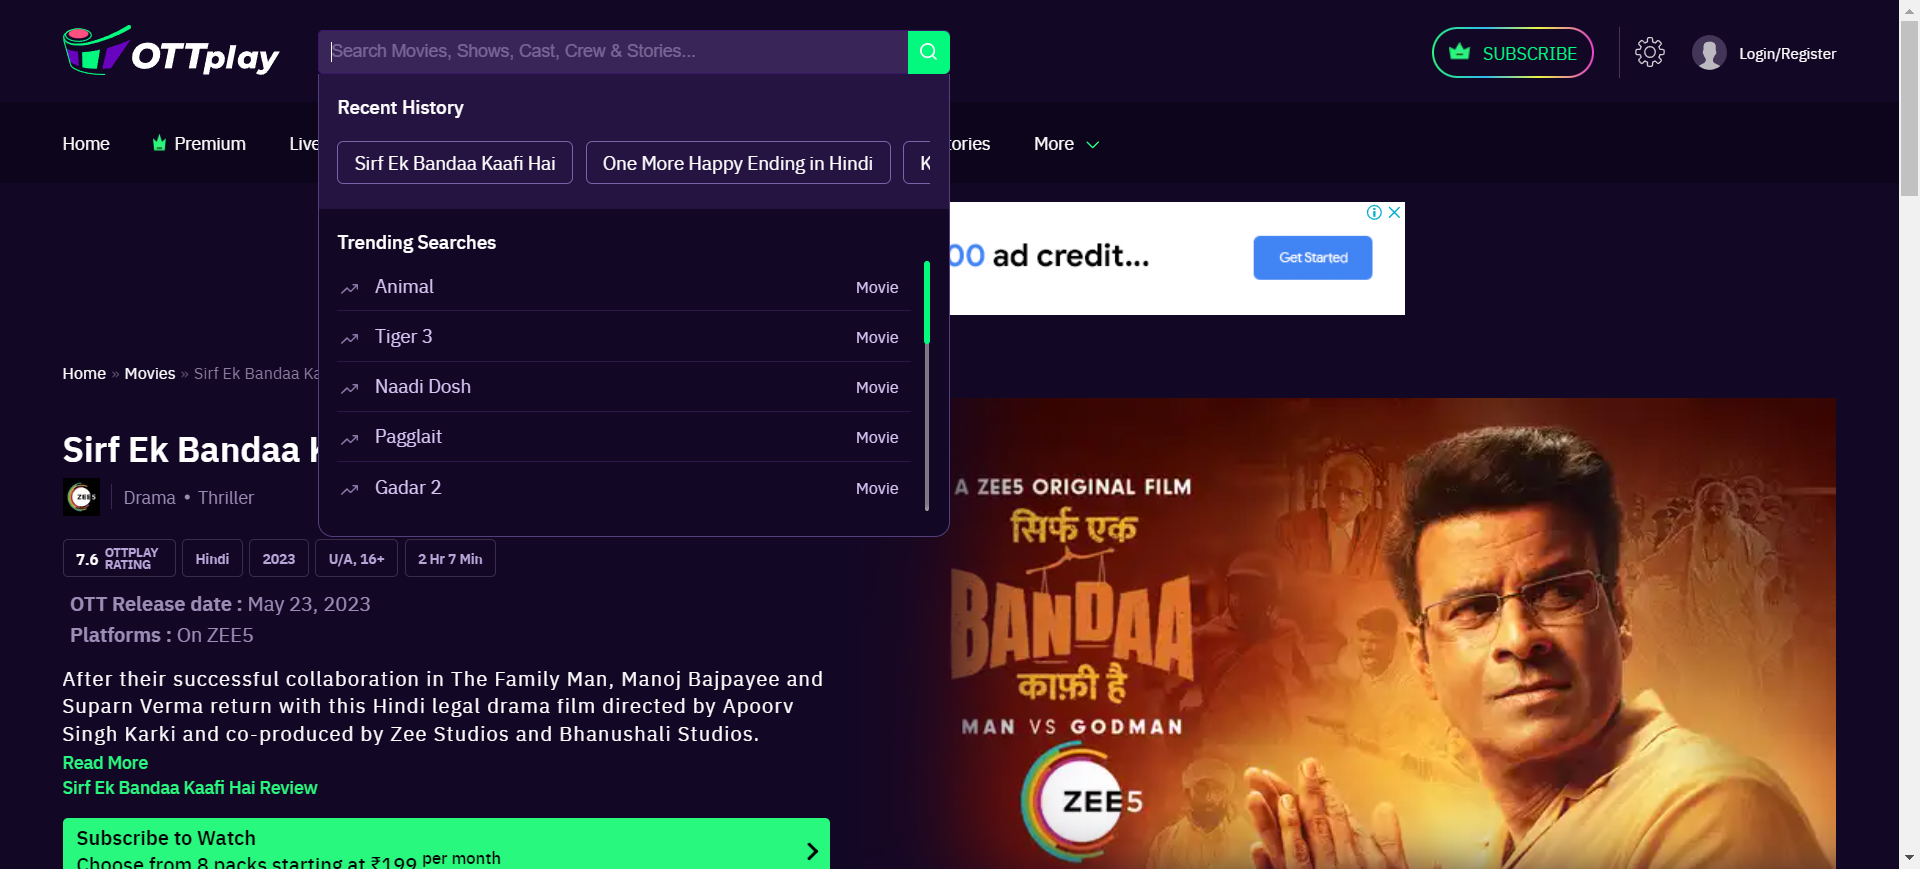 OTTplay
Search Movies, Shows, Cast, Crew & Stories...
SUBSCRIBE
Login/Register
Recent History
Home
Premium
Live
Sirf Ek Bandaa Kaafi Hai
One More Happy Ending in Hindi
K
tories
More
00 ad credit...
Get Started
Trending Searches
Animal Movie
Tiger 3 Movie
Naadi Dosh Movie
Pagglait Movie
Gadar 2 Movie
Home » Movies » Sirf Ek Bandaa Ka
Sirf Ek Bandaa K
ZEE5
Drama • Thriller
7.6 OTTPLAY RATING
Hindi
2023
U/A, 16+
2 Hr 7 Min
OTT Release date : May 23, 2023
Platforms : On ZEE5
After their successful collaboration in The Family Man, Manoj Bajpayee and
Suparn Verma return with this Hindi legal drama film directed by Apoorv
Singh Karki and co-produced by Zee Studios and Bhanushali Studios.
Read More
Sirf Ek Bandaa Kaafi Hai Review
Subscribe to Watch
Choose from 8 packs starting at ₹199 per month
A ZEE5 ORIGINAL FILM
सिर्फ़ एक
BANDAA
काफ़ी है
MAN VS GODMAN
ZEE5